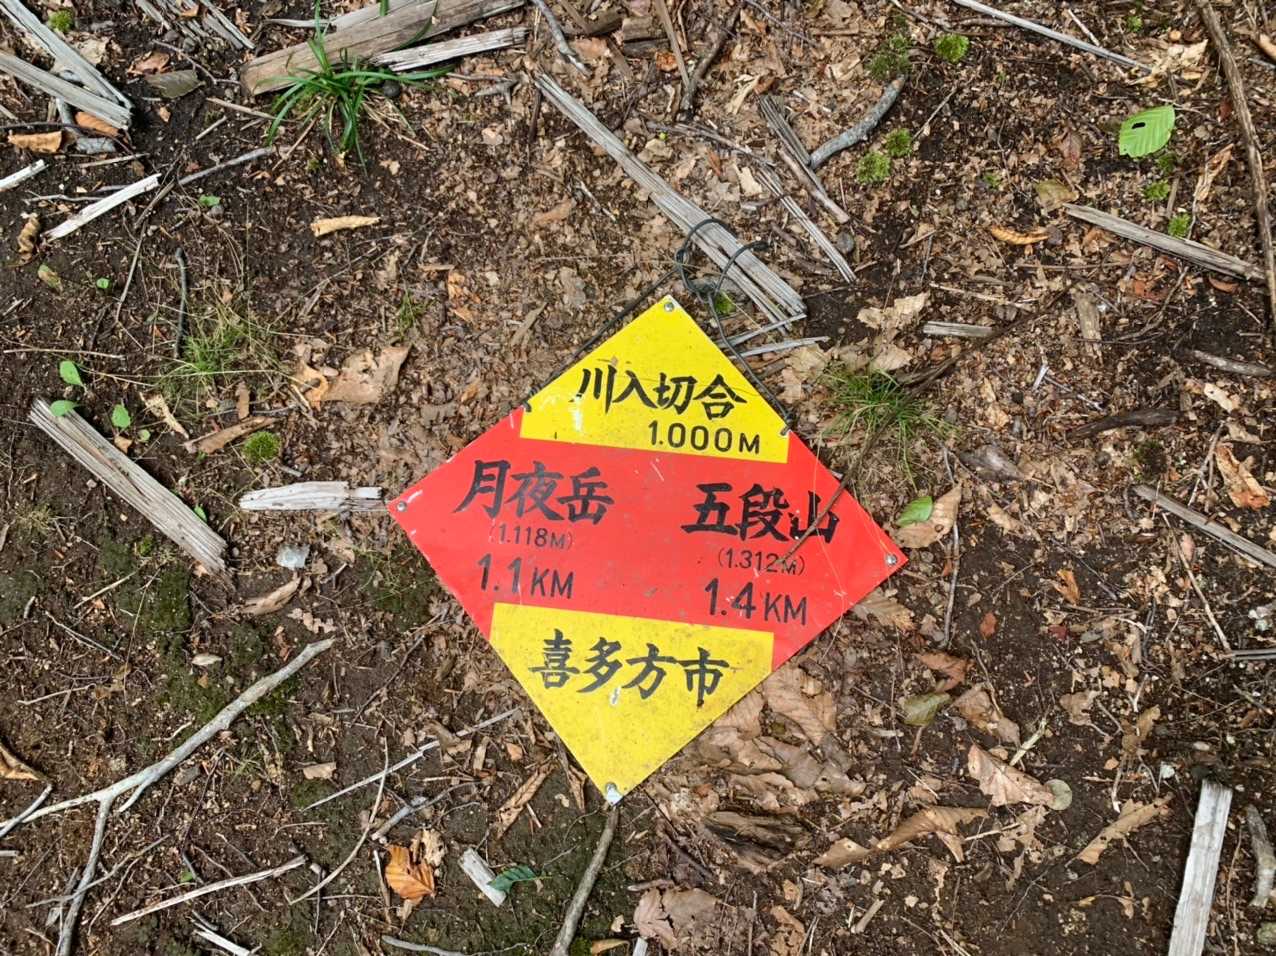 川入切合
1.000M
月夜岳 五段山
(1.118M) (1.312M)
1.1KM 1.4KM
喜多方市